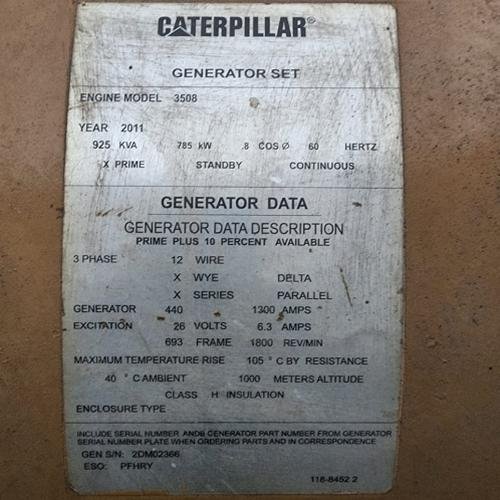 CATERPILLAR®
GENERATOR SET
ENGINE MODEL 3508
YEAR 2011
925 KVA 785 kW .8 COS Ø 60 HERTZ
X PRIME STANDBY CONTINUOUS
GENERATOR DATA
GENERATOR DATA DESCRIPTION
PRIME PLUS 10 PERCENT AVAILABLE
3 PHASE 12 WIRE
X WYE DELTA
X SERIES PARALLEL
GENERATOR 440 1300 AMPS
EXCITATION 26 VOLTS 6.3 AMPS
693 FRAME 1800 REV/MIN
MAXIMUM TEMPERATURE RISE 105 ° C BY RESISTANCE
40 ° C AMBIENT 1000 METERS ALTITUDE
CLASS H INSULATION
ENCLOSURE TYPE
INCLUDE SERIAL NUMBER ANDB GENERATOR PART NUMBER FROM GENERATOR
SERIAL NUMBER PLATE WHEN ORDERING PARTS AND IN CORRESPONDENCE
GEN S/N: 2DM02366
ESO: PFHRY
118-8452 2